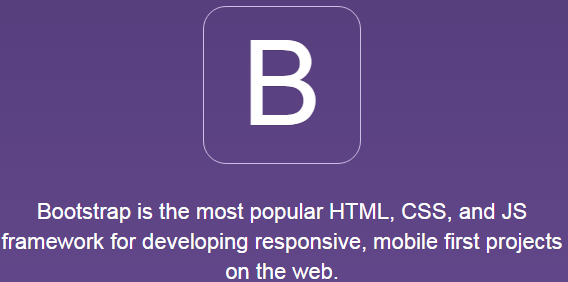 B
Bootstrap is the most popular HTML, CSS, and JS
framework for developing responsive, mobile first projects
on the web.